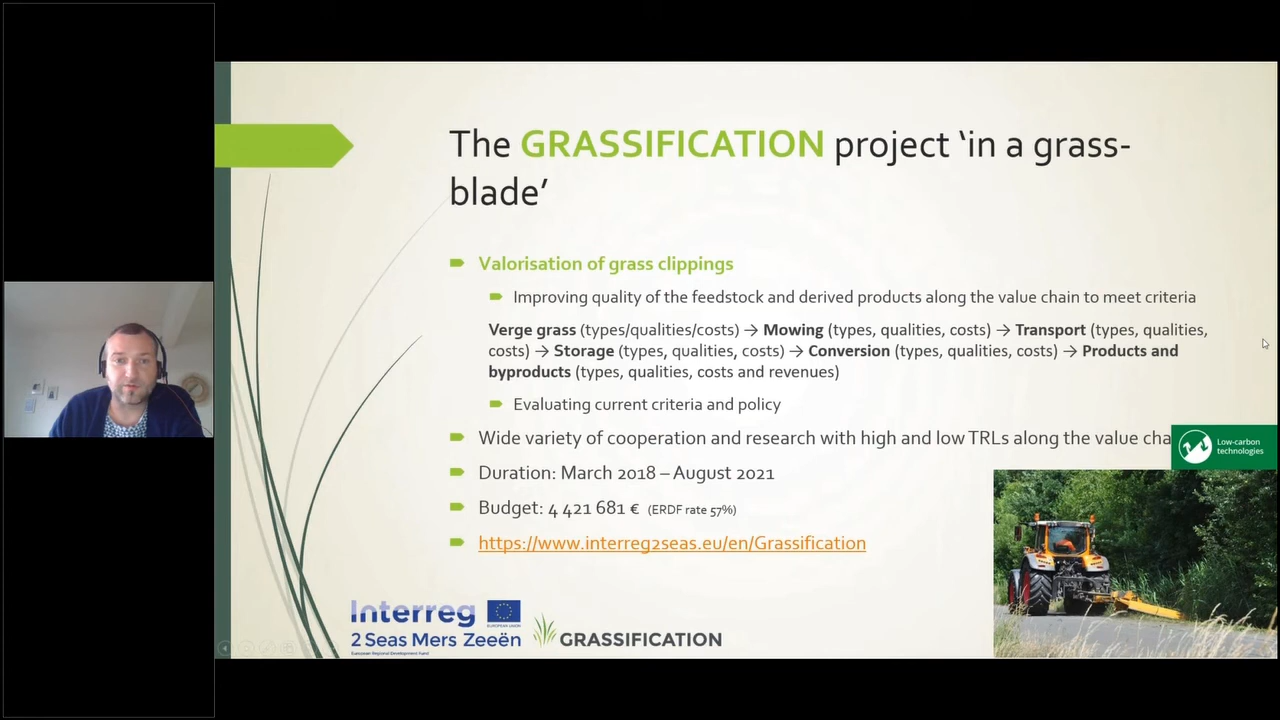 The GRASSIFICATION project ‘in a grass-
blade’
Valorisation of grass clippings
Improving quality of the feedstock and derived products along the value chain to meet criteria
Verge grass (types/qualities/costs) → Mowing (types, qualities, costs) → Transport (types, qualities,
costs) → Storage (types, qualities, costs) → Conversion (types, qualities, costs) → Products and
byproducts (types, qualities, costs and revenues)
Evaluating current criteria and policy
Wide variety of cooperation and research with high and low TRLs along the value cha
Low-carbon
technologies
Duration: March 2018 – August 2021
Budget: 4 421 681 € (ERDF rate 57%)
https://www.interreg2seas.eu/en/Grassification
Interreg
EUROPEAN UNION
2 Seas Mers Zeeën
European Regional Development Fund
GRASSIFICATION